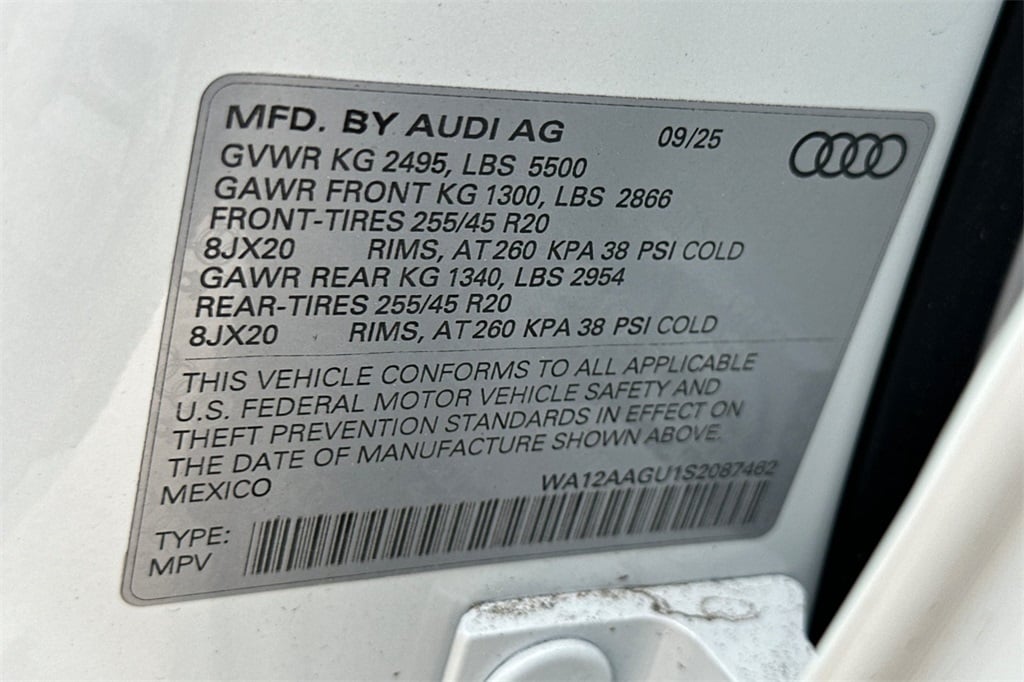 MFD. BY AUDI AG 09/25
GVWR KG 2495, LBS 5500
GAWR FRONT KG 1300, LBS 2866
FRONT-TIRES 255/45 R20
8JX20 RIMS, AT 260 KPA 38 PSI COLD
GAWR REAR KG 1340, LBS 2954
REAR-TIRES 255/45 R20
8JX20 RIMS, AT 260 KPA 38 PSI COLD
THIS VEHICLE CONFORMS TO ALL APPLICABLE
U.S. FEDERAL MOTOR VEHICLE SAFETY AND
THEFT PREVENTION STANDARDS IN EFFECT ON
THE DATE OF MANUFACTURE SHOWN ABOVE.
MEXICO WA12AAGU1S2087462
TYPE:
MPV